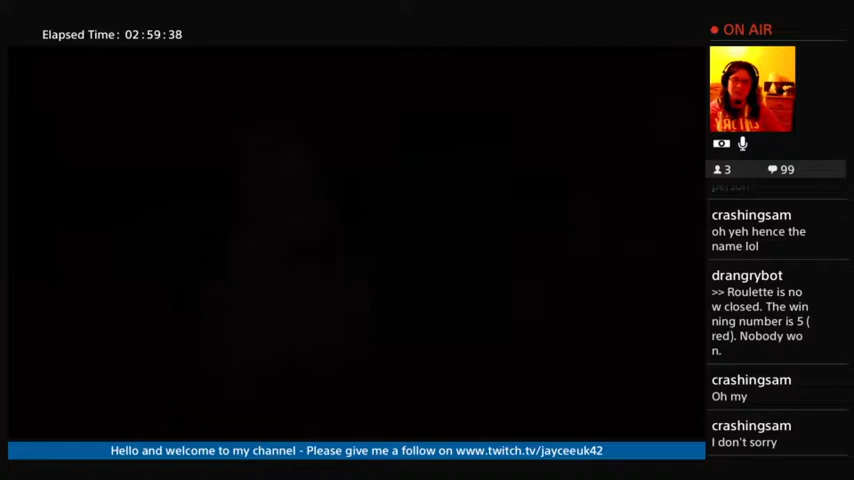 Elapsed Time: 02:59:38
ON AIR
3
99
person
crashingsam
oh yeh hence the
name lol
drangrybot
>> Roulette is no
w closed. The win
ning number is 5 (
red). Nobody wo
n.
crashingsam
Oh my
crashingsam
I don't sorry
Hello and welcome to my channel - Please give me a follow on www.twitch.tv/jayceeuk42